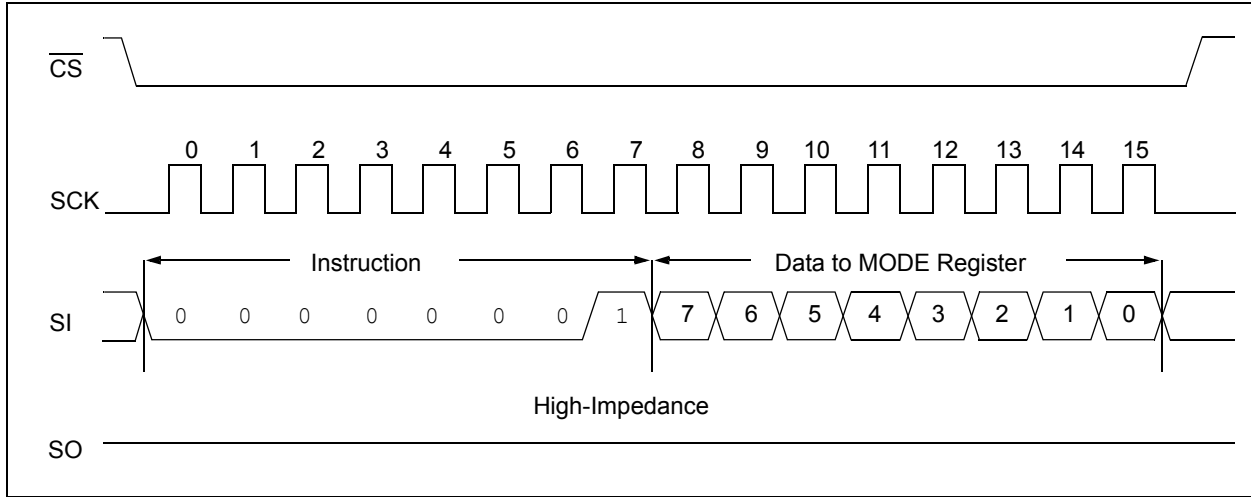 CS
0 1 2 3 4 5 6 7 8 9 10 11 12 13 14 15
SCK
Instruction Data to MODE Register
SI 0 0 0 0 0 0 0 1 7 6 5 4 3 2 1 0
High-Impedance
SO